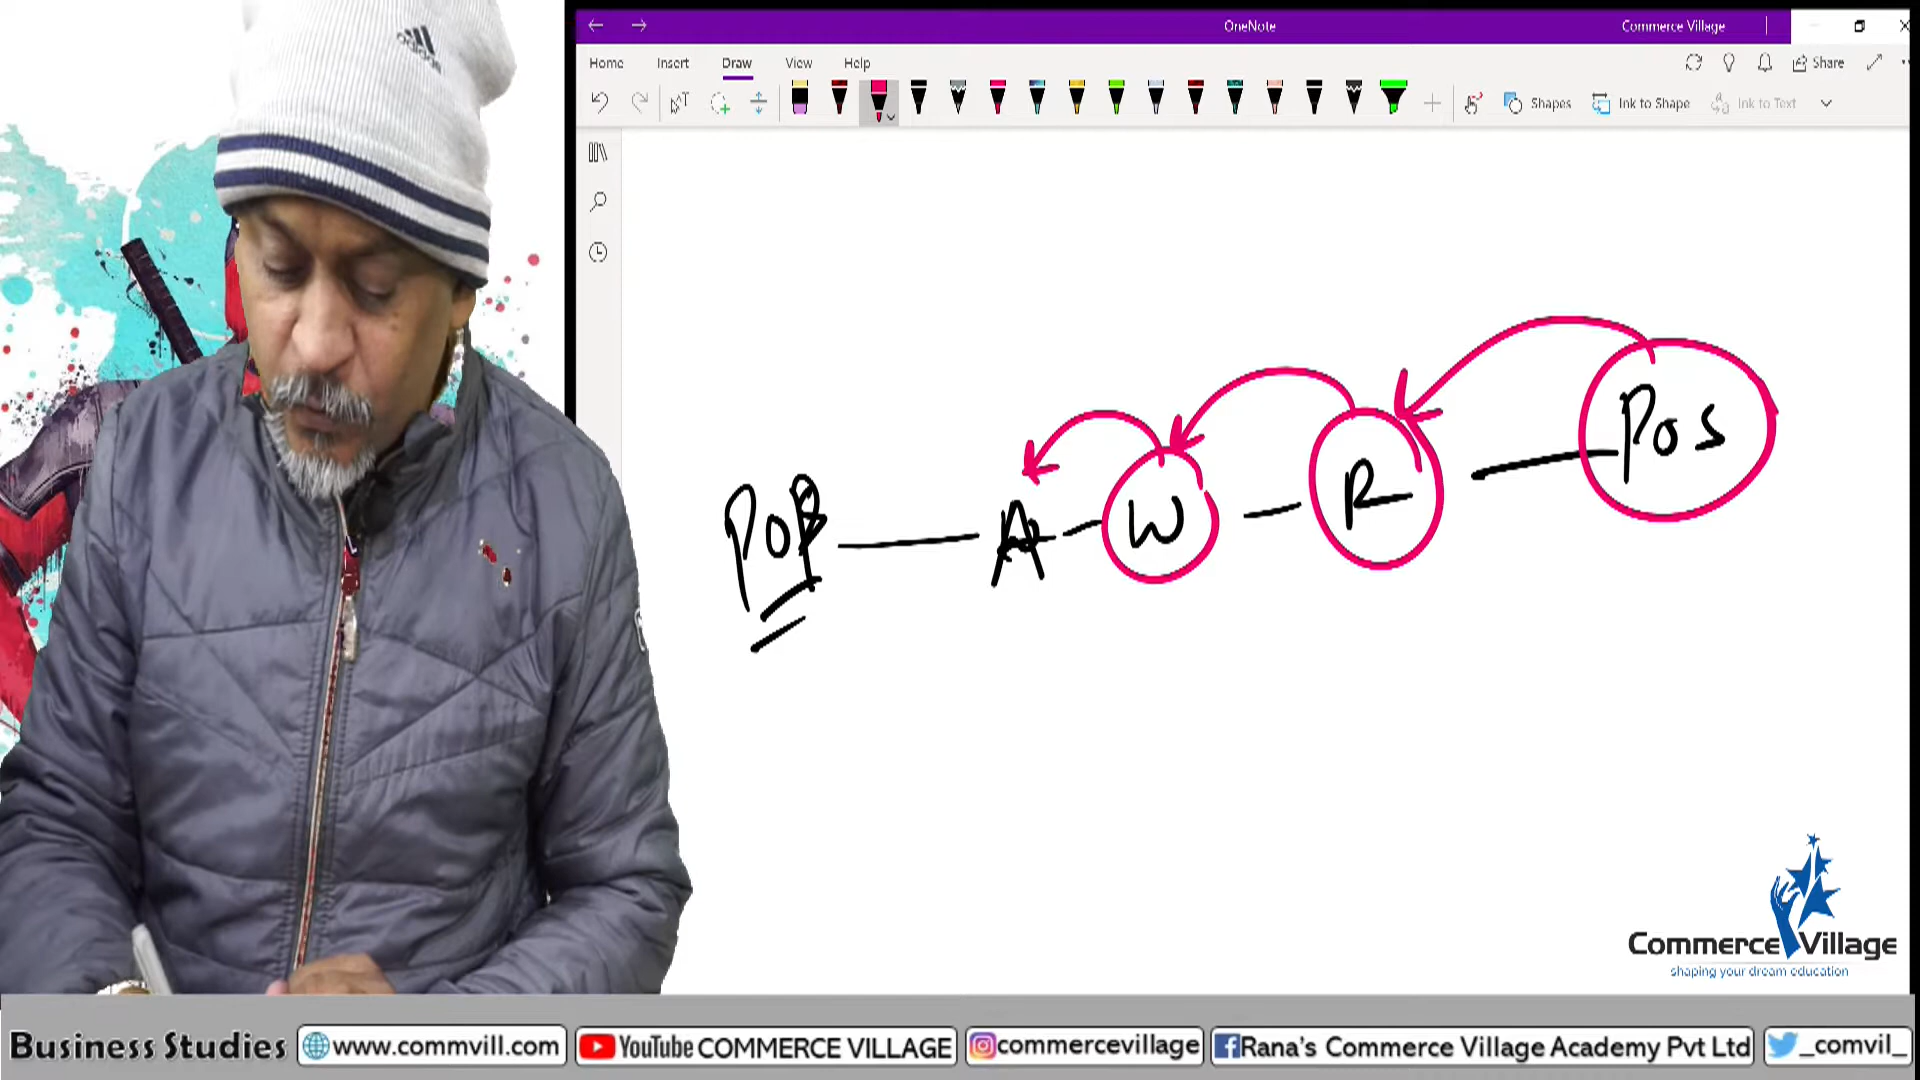 adidas
OneNote
Commerce Village
Home Insert Draw View Help
Share
Shapes Ink to Shape Ink to Text
PoP — A — W — R — PoS
Commerce Village
shaping your dream education
Business Studies www.commvill.com YouTube COMMERCE VILLAGE commercevillage Rana's Commerce Village Academy Pvt Ltd _comvil_